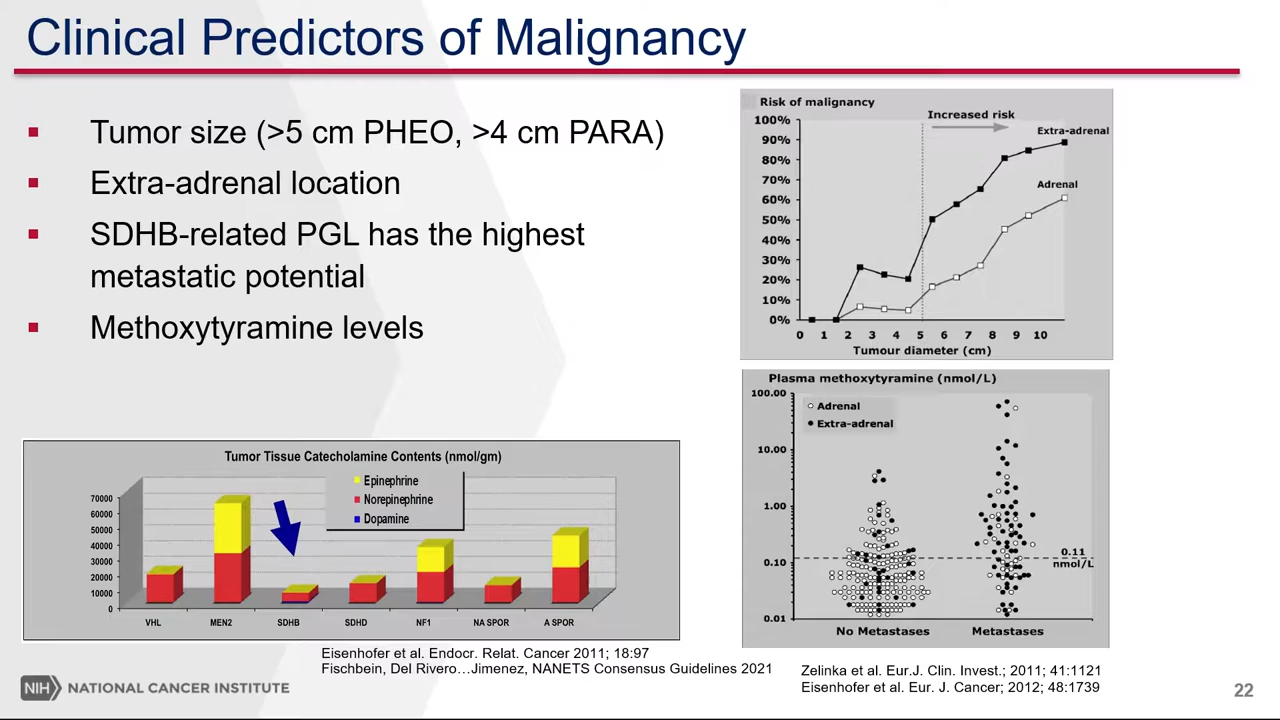 Clinical Predictors of Malignancy
Tumor size (>5 cm PHEO, >4 cm PARA)
Extra-adrenal location
SDHB-related PGL has the highest
metastatic potential
Methoxytyramine levels
Risk of malignancy
100%
90%
80%
70%
60%
50%
40%
30%
20%
10%
0%
Increased risk
Extra-adrenal
Adrenal
0 1 2 3 4 5 6 7 8 9 10
Tumour diameter (cm)
Plasma methoxytyramine (nmol/L)
100.00
10.00
1.00
0.10
0.01
Adrenal
Extra-adrenal
0.11
nmol/L
No Metastases Metastases
Tumor Tissue Catecholamine Contents (nmol/gm)
Epinephrine
Norepinephrine
Dopamine
70000
60000
50000
40000
30000
20000
10000
0
VHL MEN2 SDHB SDHD NF1 NA SPOR A SPOR
Eisenhofer et al. Endocr. Relat. Cancer 2011; 18:97
Fischbein, Del Rivero…Jimenez, NANETS Consensus Guidelines 2021
Zelinka et al. Eur.J. Clin. Invest.; 2011; 41:1121
Eisenhofer et al. Eur. J. Cancer; 2012; 48:1739
NIH NATIONAL CANCER INSTITUTE
22